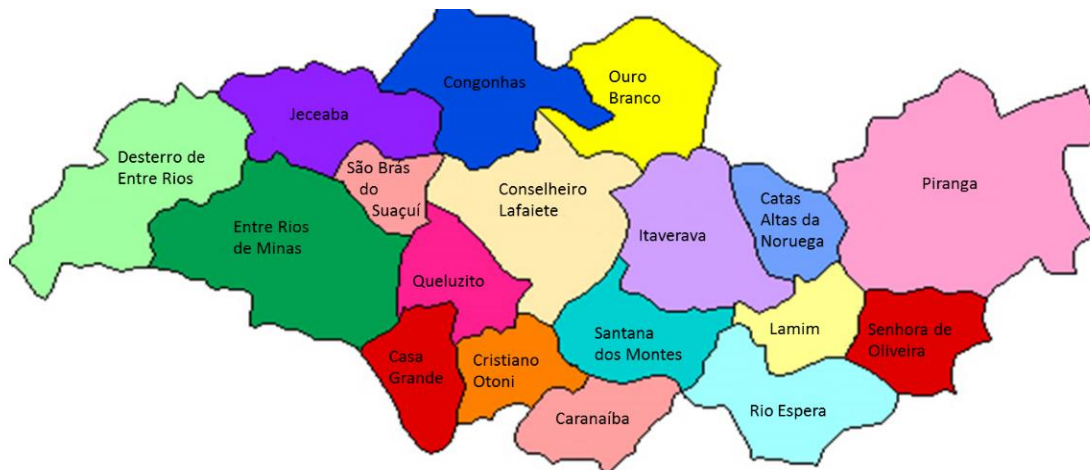 Congonhas
Ouro
Branco
Jeceaba
Desterro de
Entre Rios
São Brás
do
Suaçuí
Conselheiro
Lafaiete
Catas
Altas da
Noruega
Piranga
Entre Rios
de Minas
Itaverava
Queluzito
Santana
dos Montes
Lamim
Senhora de
Oliveira
Casa
Grande
Cristiano
Otoni
Caranaíba
Rio Espera